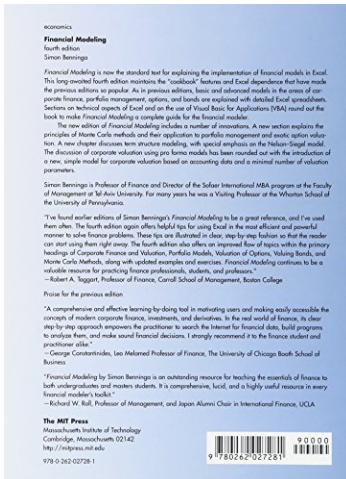 economics
Financial Modeling
fourth edition
Simon Benninga
Financial Modeling is now the standard text for explaining the implementation of financial models in Excel.
This long-awaited fourth edition maintains the “cookbook” features and Excel dependence that have made
the previous editions so popular. As in previous editions, basic and advanced models in the areas of cor-
porate finance, portfolio management, options, and bonds are explained with detailed Excel spreadsheets.
Sections on technical aspects of Excel and on the use of Visual Basic for Applications (VBA) round out the
book to make Financial Modeling a complete guide for the financial modeler.
The new edition of Financial Modeling includes a number of innovations. A new section explains the
principles of Monte Carlo methods and their application to portfolio management and exotic option valua-
tion. A new chapter discusses term structure modeling, with special emphasis on the Nelson-Siegel model.
The discussion of corporate valuation using pro forma models has been rounded out with the introduction of
a new, simple model for corporate valuation based on accounting data and a minimal number of valuation
parameters.
Simon Benninga is Professor of Finance and Director of the Sofaer International MBA program at the Faculty
of Management at Tel-Aviv University. For many years he was a Visiting Professor at the Wharton School of
the University of Pennsylvania.
“I’ve found earlier editions of Simon Benninga’s Financial Modeling to be a great reference, and I’ve used
them often. The fourth edition again offers helpful tips for using Excel in the most efficient and powerful
manner to solve finance problems. These tips are illustrated in clear, step-by-step fashion so that the reader
can start using them right away. The fourth edition also offers an improved flow of topics within the primary
headings of Corporate Finance and Valuation, Portfolio Models, Valuation of Options, Valuing Bonds, and
Monte Carlo Methods, along with updated examples and exercises. Financial Modeling continues to be a
valuable resource for practicing finance professionals, students, and professors.”
—Robert A. Taggart, Professor of Finance, Carroll School of Management, Boston College
Praise for the previous edition
“A comprehensive and effective learning-by-doing tool in motivating users and making easily accessible the
concepts of modern corporate finance, investments, and derivatives. In the real world of finance, its clear
step-by-step approach empowers the practitioner to search the Internet for financial data, build programs
to analyze them, and make sound financial decisions. I strongly recommend it to the finance student and
practitioner alike.”
—George Constantinides, Leo Melamed Professor of Finance, The University of Chicago Booth School of
Business
“Financial Modeling by Simon Benninga is an outstanding resource for teaching the essentials of finance to
both undergraduates and masters students. It is comprehensive, lucid, and a highly useful resource in every
financial modeler’s toolkit.”
—Richard W. Roll, Professor of Management, and Japan Alumni Chair in International Finance, UCLA
The MIT Press
Massachusetts Institute of Technology
Cambridge, Massachusetts 02142
http://mitpress.mit.edu
978-0-262-02728-1
90000
9 780262 027281